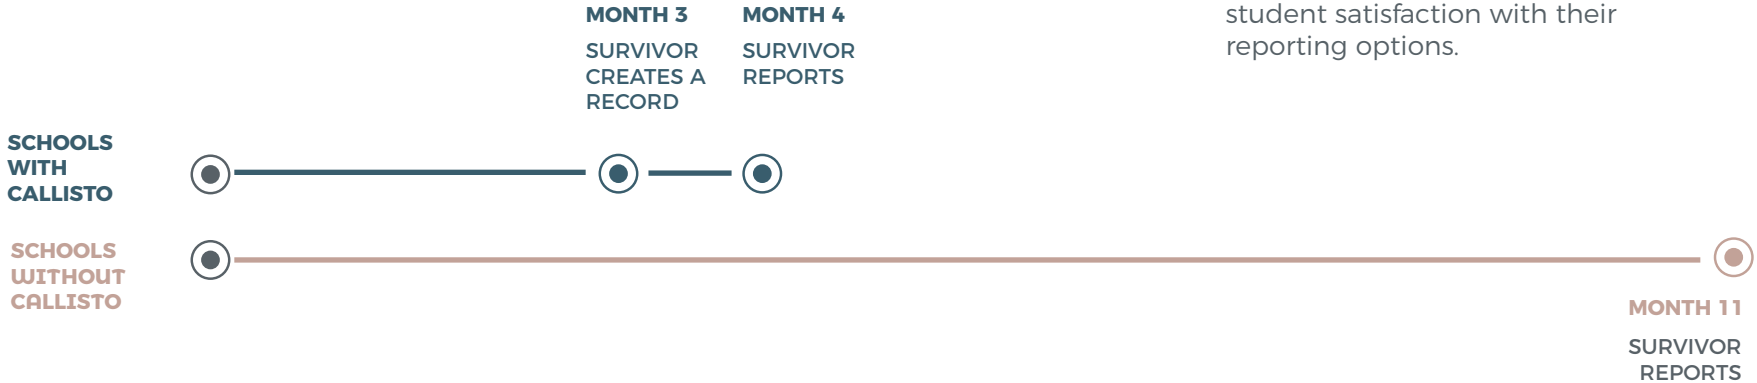 MONTH 3
SURVIVOR
CREATES A
RECORD
MONTH 4
SURVIVOR
REPORTS
student satisfaction with their
reporting options.
SCHOOLS
WITH
CALLISTO
SCHOOLS
WITHOUT
CALLISTO
MONTH 11
SURVIVOR
REPORTS